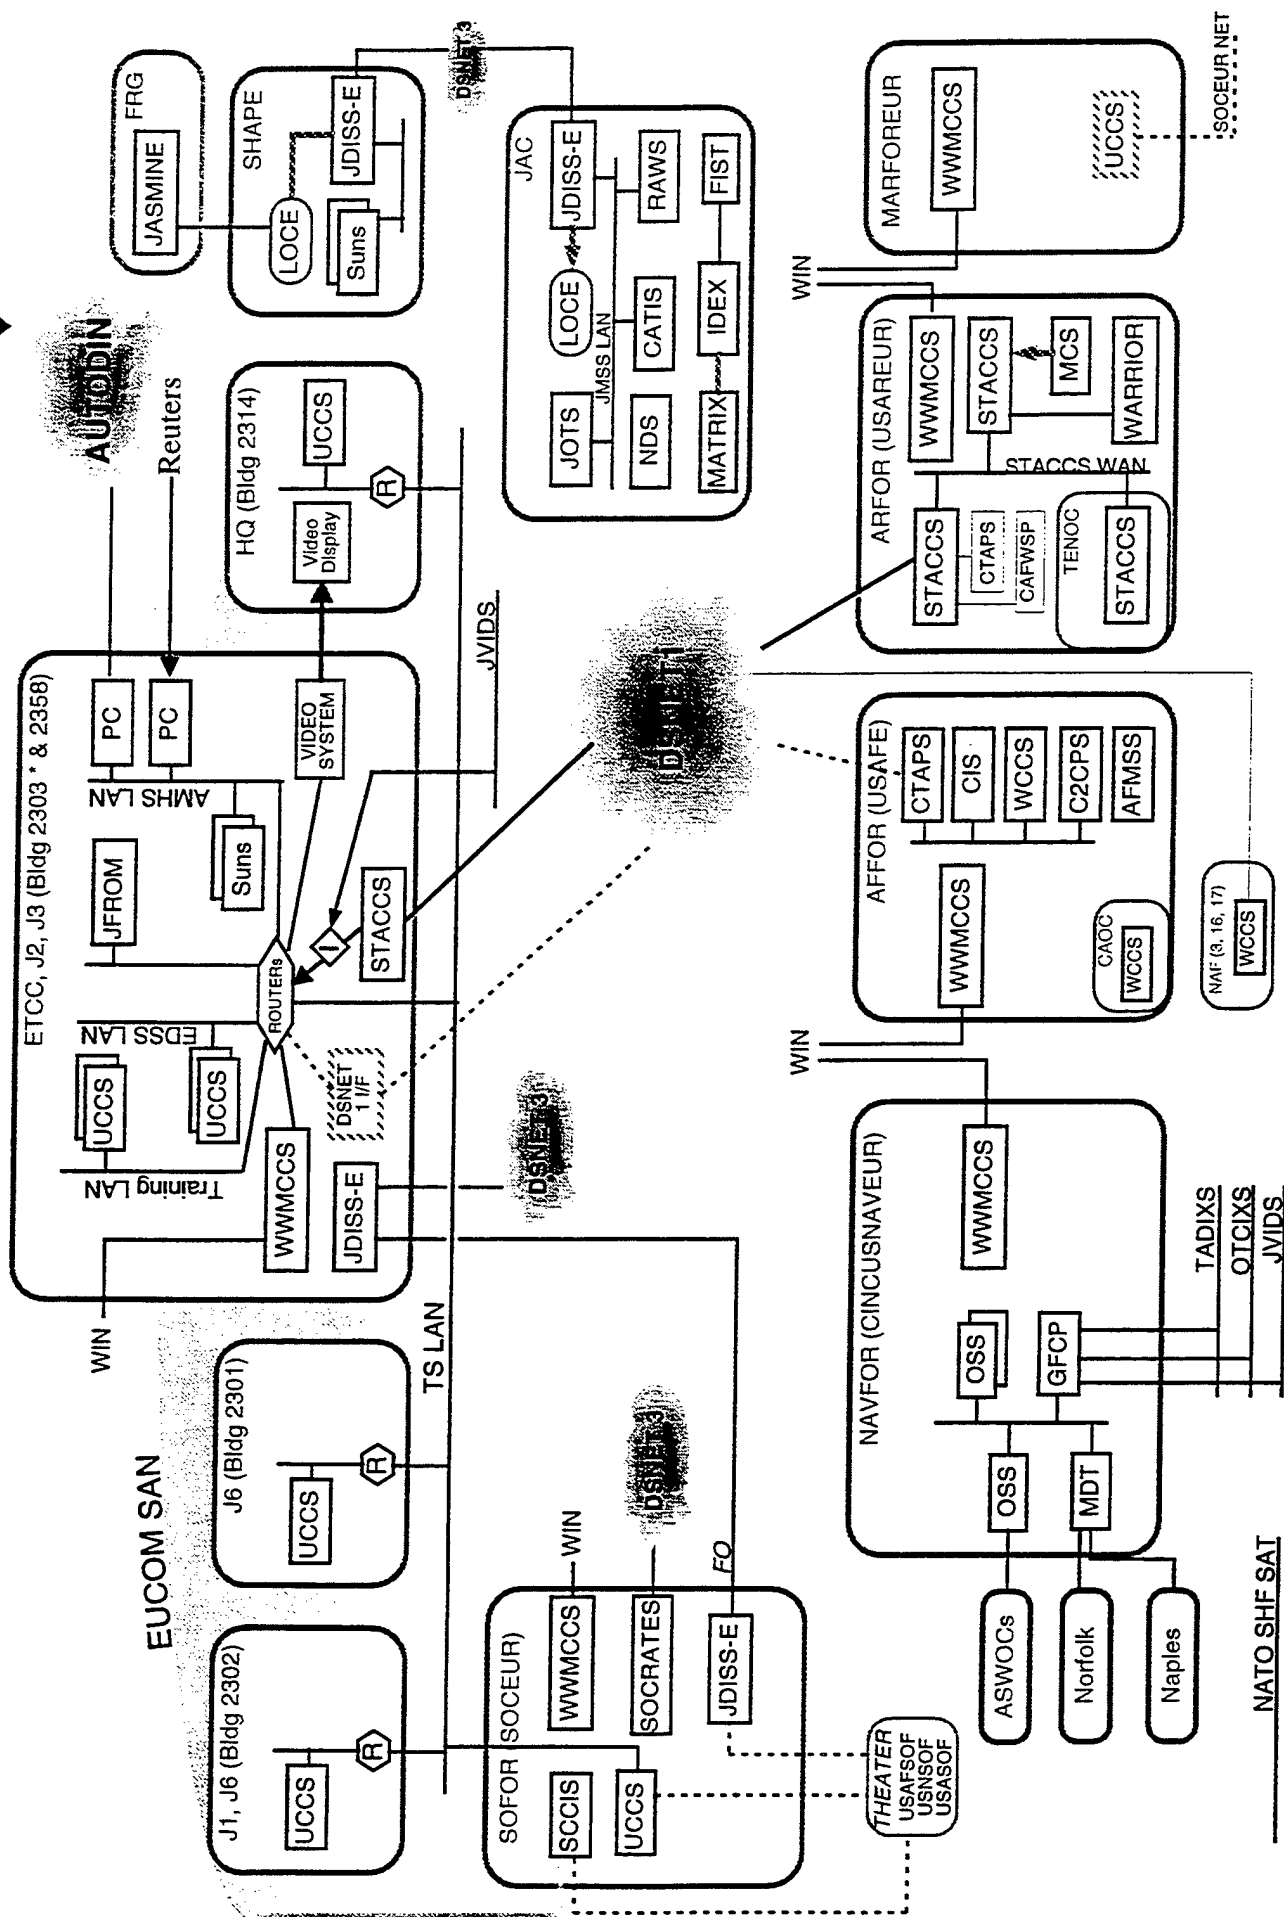 EUCOM SAN
J1, J6 (Bldg 2302)
UCCS
R
J6 (Bldg 2301)
UCCS
R
TS LAN
WIN
ETCC, J2, J3 (Bldg 2303 * & 2358)
Training LAN
UCCS
EDSS LAN
UCCS
JFROM
AMHS LAN
Suns
PC
PC
WWMCCS
ROUTERs
VIDEO
SYSTEM
JDISS-E
DSNET
1 I/F
I
STACCS
JVIDS
AUTODIN
Reuters
HQ (Bldg 2314)
Video
Display
UCCS
R
FRG
JASMINE
SHAPE
LOCE
JDISS-E
Suns
DSNET 3
JAC
JOTS
LOCE
JDISS-E
JMSS LAN
NDS
CATIS
RAWS
MATRIX
IDEX
FIST
SOFOR (SOCEUR)
SCCIS
WWMCCS
WIN
UCCS
SOCRATES
DSNET 3
JDISS-E
FO
DSNET 3
DSNET 1
THEATER
USAFSOF
USNSOF
USASOF
NAVFOR (CINCUSNAVEUR)
OSS
WWMCCS
WIN
OSS
GFCP
MDT
ASWOCs
Norfolk
Naples
TADIXS
OTCIXS
JVIDS
NATO SHF SAT
AFFOR (USAFE)
WWMCCS
CTAPS
CIS
WCCS
C2CPS
AFMSS
CAOC
WCCS
NAF (3, 16, 17)
WCCS
ARFOR (USAREUR)
STACCS
WWMCCS
CTAPS
STACCS
CAFWSP
MCS
STACCS WAN
TENOC
STACCS
WARRIOR
WIN
MARFOREUR
WWMCCS
UCCS
SOCEUR NET